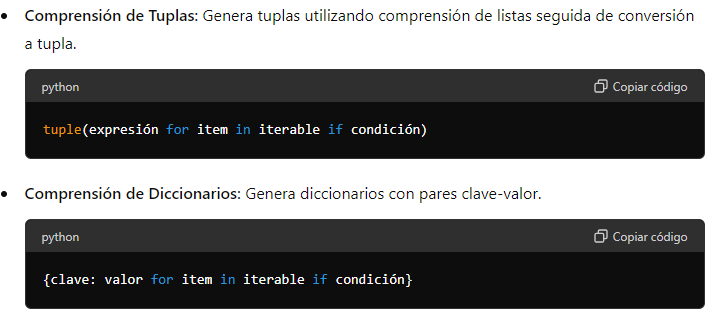 • Comprensión de Tuplas: Genera tuplas utilizando comprensión de listas seguida de conversión
a tupla.
python Copiar código
tuple(expresión for item in iterable if condición)
• Comprensión de Diccionarios: Genera diccionarios con pares clave-valor.
python Copiar código
{clave: valor for item in iterable if condición}